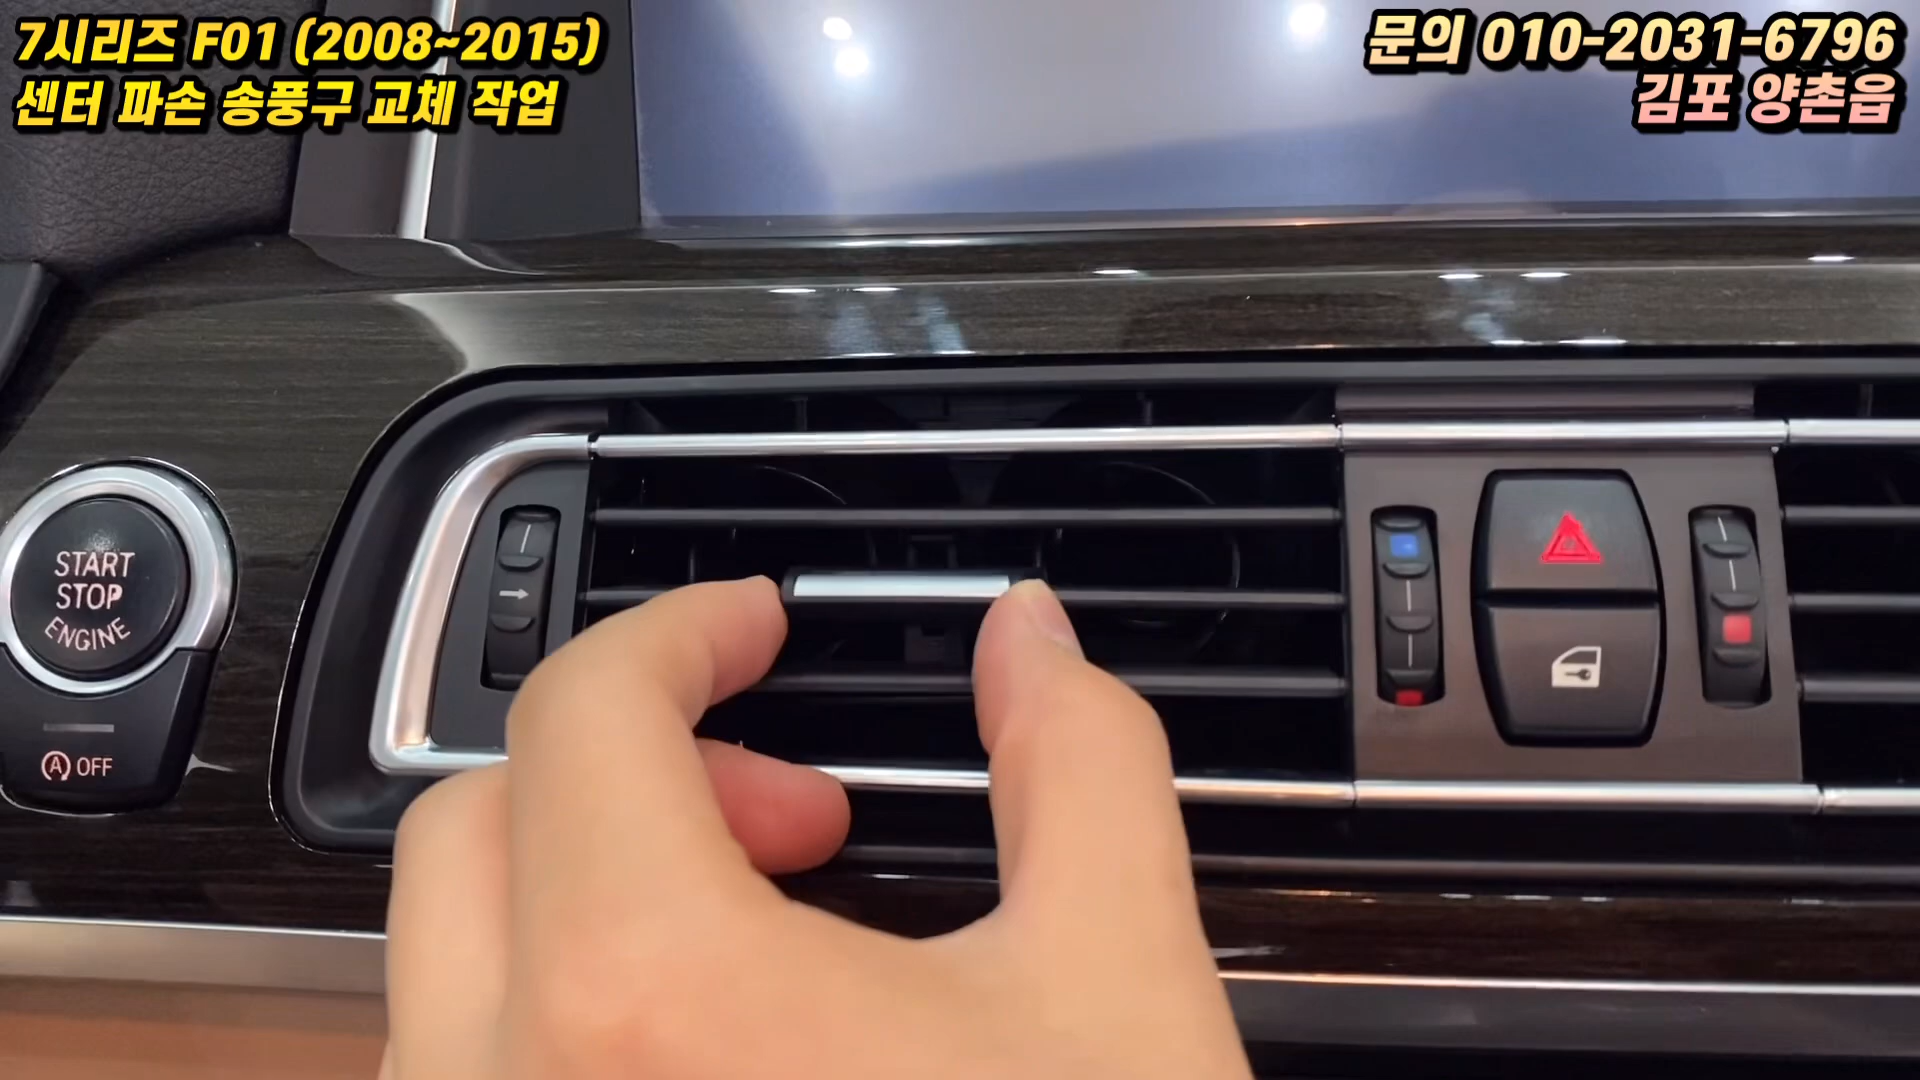 7시리즈 F01 (2008~2015)
센터 파손 송풍구 교체 작업
문의 010-2031-6796
김포 양촌읍
START
STOP
ENGINE
A OFF